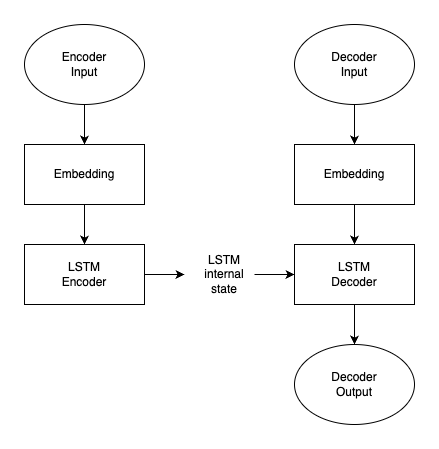 Encoder
Input
Decoder
Input
Embedding
Embedding
LSTM
Encoder
LSTM
internal
state
LSTM
Decoder
Decoder
Output